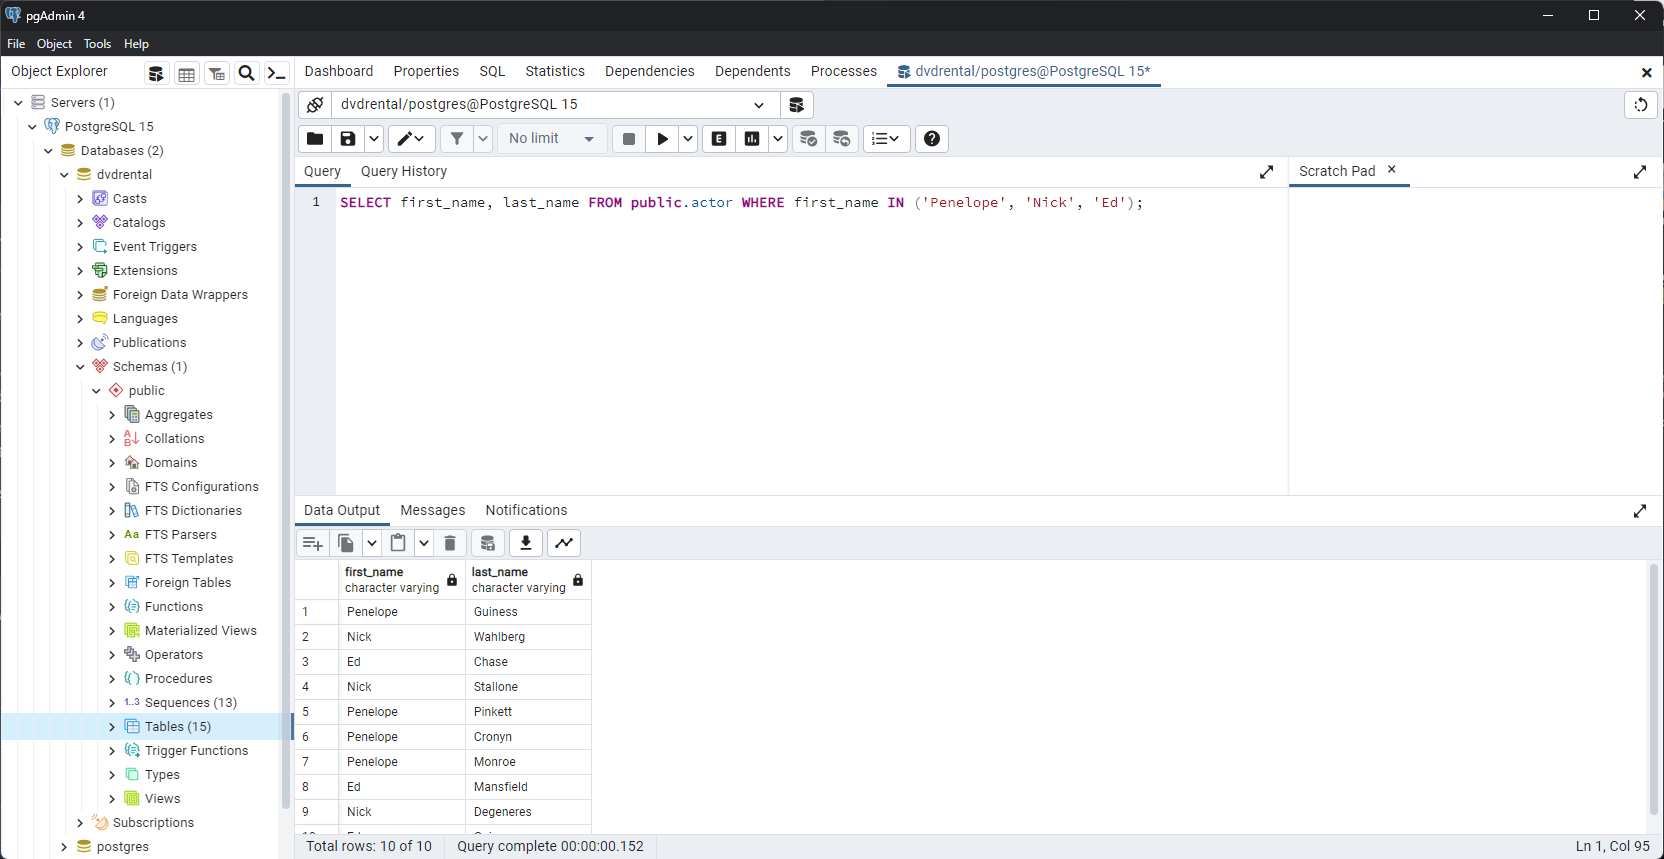 pgAdmin 4
File Object Tools Help
Object Explorer
Dashboard Properties SQL Statistics Dependencies Dependents Processes dvdrental/postgres@PostgreSQL 15*
Servers (1)
PostgreSQL 15
Databases (2)
dvdrental
Casts
Catalogs
Event Triggers
Extensions
Foreign Data Wrappers
Languages
Publications
Schemas (1)
public
Aggregates
Collations
Domains
FTS Configurations
FTS Dictionaries
Aa FTS Parsers
FTS Templates
Foreign Tables
Functions
Materialized Views
Operators
Procedures
1..3 Sequences (13)
Tables (15)
Trigger Functions
Types
Views
Subscriptions
postgres
dvdrental/postgres@PostgreSQL 15
No limit
E
Query Query History
Scratch Pad
1 SELECT first_name, last_name FROM public.actor WHERE first_name IN ('Penelope', 'Nick', 'Ed');
Data Output Messages Notifications
first_name last_name
character varying character varying
1 Penelope Guiness
2 Nick Wahlberg
3 Ed Chase
4 Nick Stallone
5 Penelope Pinkett
6 Penelope Cronyn
7 Penelope Monroe
8 Ed Mansfield
9 Nick Degeneres
Total rows: 10 of 10 Query complete 00:00:00.152
Ln 1, Col 95